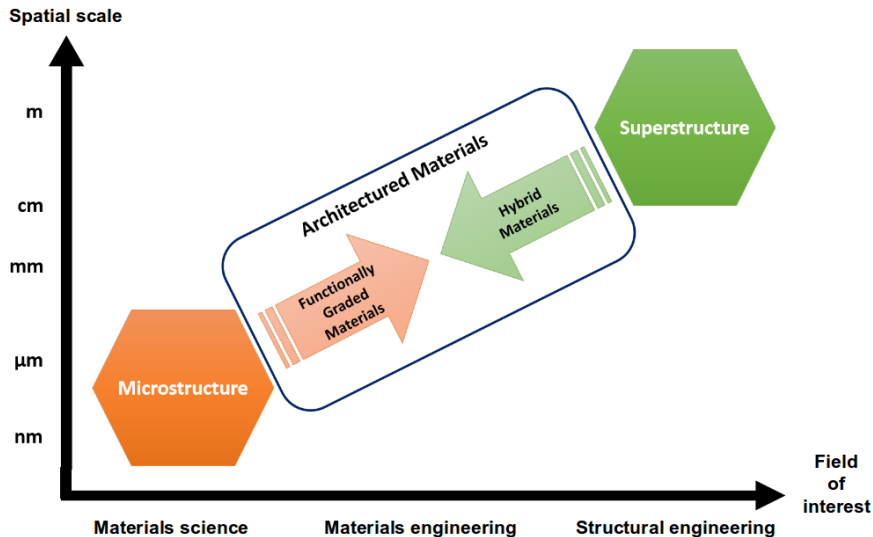 Spatial scale
m
cm
mm
μm
nm
Superstructure
Architectured Materials
Hybrid
Materials
Functionally
Graded
Materials
Microstructure
Field
of
interest
Materials science
Materials engineering
Structural engineering